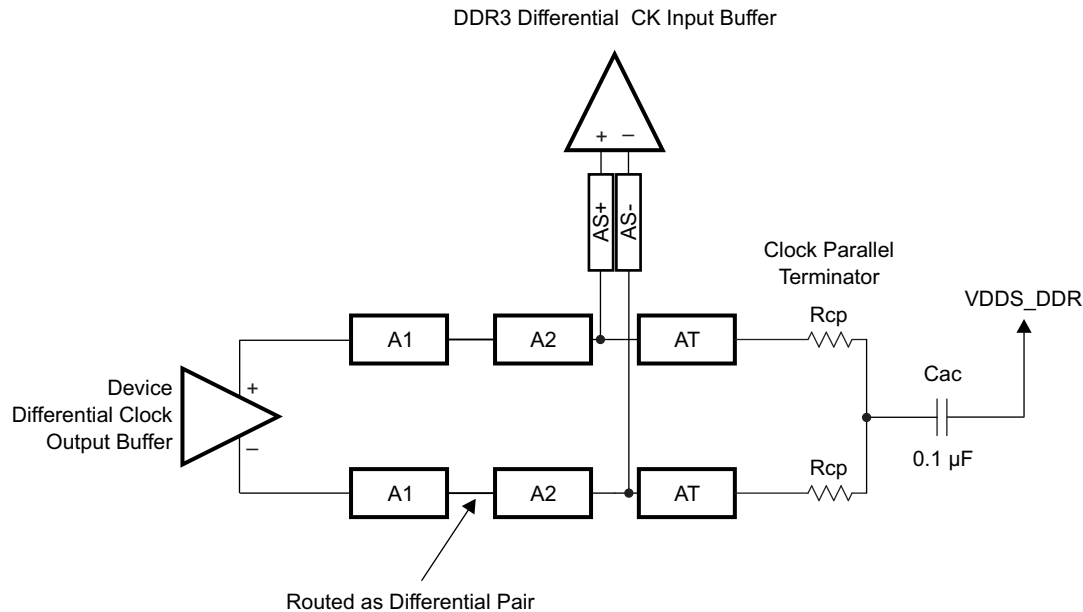 DDR3 Differential CK Input Buffer
+ −
AS+
AS-
Clock Parallel
Terminator
VDDS_DDR
Rcp
A1
A2
AT
Cac
Device
Differential Clock
Output Buffer
+
−
0.1 µF
Rcp
A1
A2
AT
Routed as Differential Pair